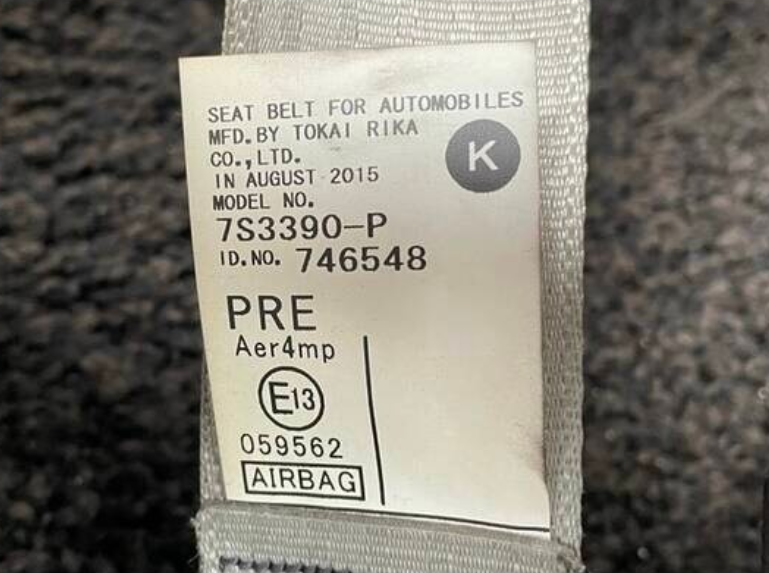 SEAT BELT FOR AUTOMOBILES
MFD. BY TOKAI RIKA
CO., LTD.
K
IN AUGUST 2015
MODEL NO.
7S3390-P
ID. NO. 746548
PRE
Aer4mp
E13
059562
AIRBAG